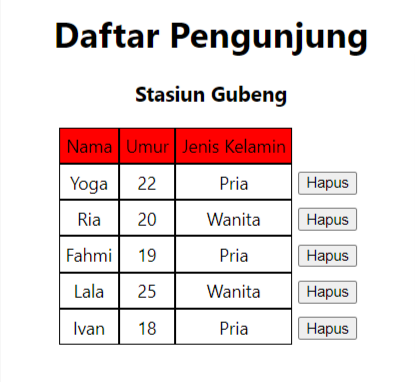 Daftar Pengunjung
Stasiun Gubeng
Nama Umur Jenis Kelamin
Yoga 22 Pria Hapus
Ria 20 Wanita Hapus
Fahmi 19 Pria Hapus
Lala 25 Wanita Hapus
Ivan 18 Pria Hapus